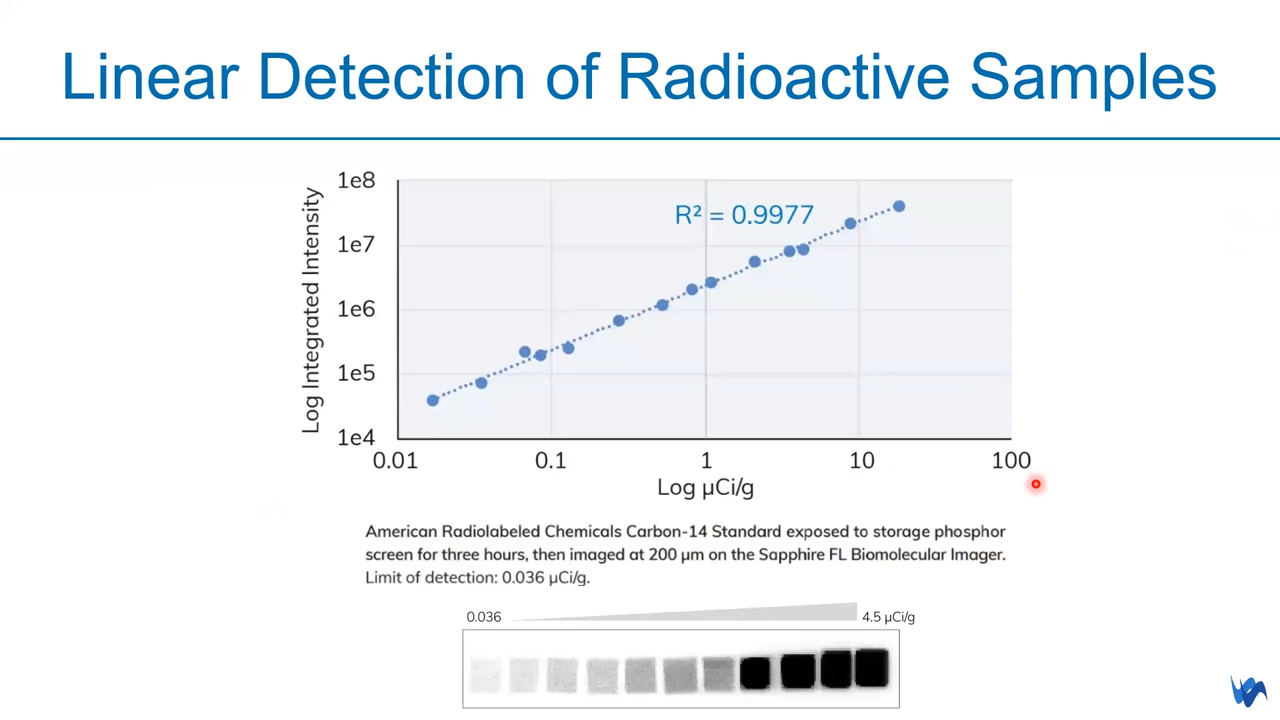 Linear Detection of Radioactive Samples
1e8
1e7
1e6
1e5
1e4
Log Integrated Intensity
R² = 0.9977
0.01 0.1 1 10 100
Log µCi/g
American Radiolabeled Chemicals Carbon-14 Standard exposed to storage phosphor
screen for three hours, then imaged at 200 µm on the Sapphire FL Biomolecular Imager.
Limit of detection: 0.036 µCi/g.
0.036 4.5 µCi/g